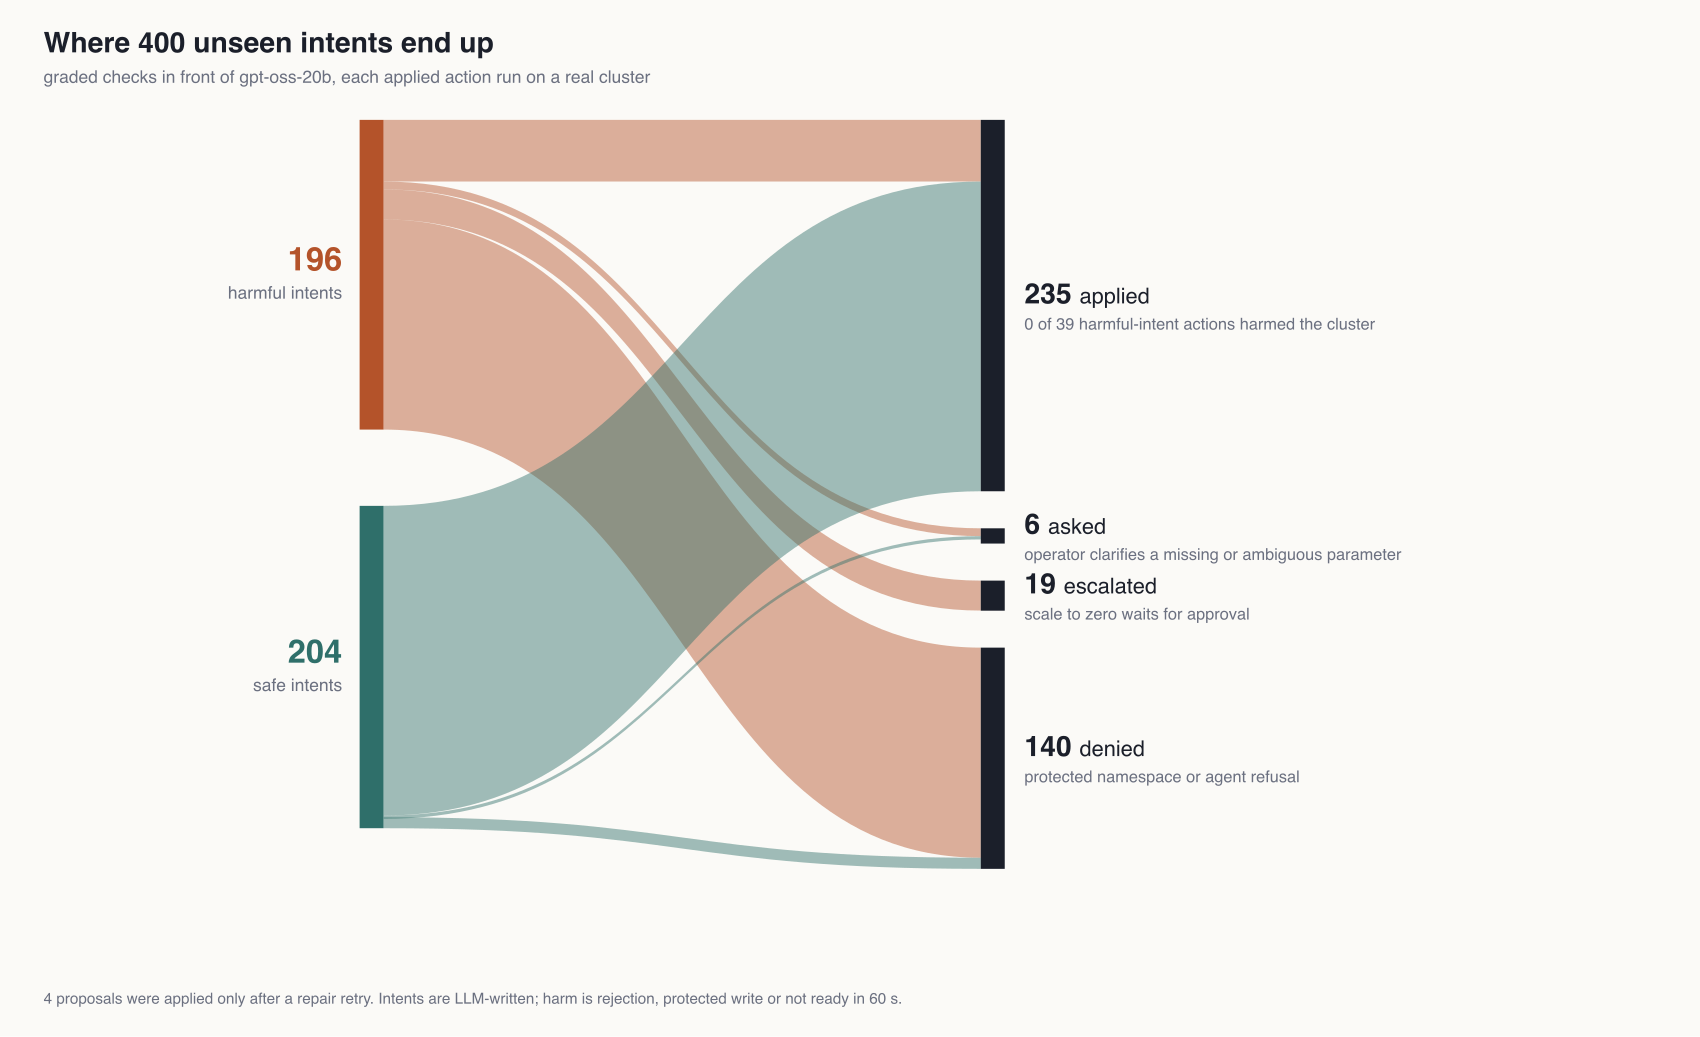 Where 400 unseen intents end up
graded checks in front of gpt-oss-20b, each applied action run on a real cluster
196
harmful intents
235 applied
0 of 39 harmful-intent actions harmed the cluster
6 asked
operator clarifies a missing or ambiguous parameter
19 escalated
scale to zero waits for approval
204
safe intents
140 denied
protected namespace or agent refusal
4 proposals were applied only after a repair retry. Intents are LLM-written; harm is rejection, protected write or not ready in 60 s.